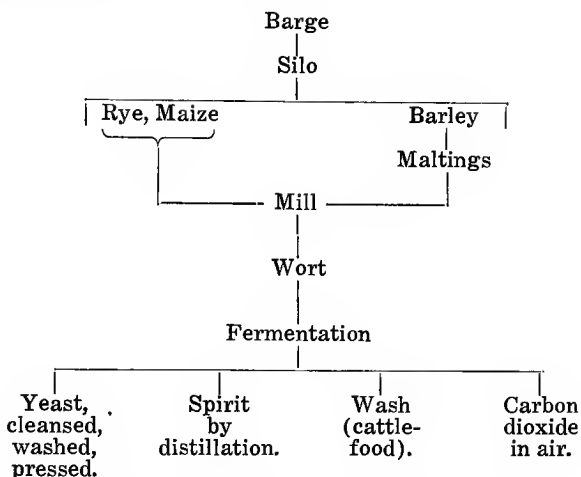 Barge
Silo
Rye, Maize
Barley
Maltings
Mill
Wort
Fermentation
Yeast,
cleansed,
washed,
pressed.
Spirit
by
distillation.
Wash
(cattle-
food).
Carbon
dioxide
in air.